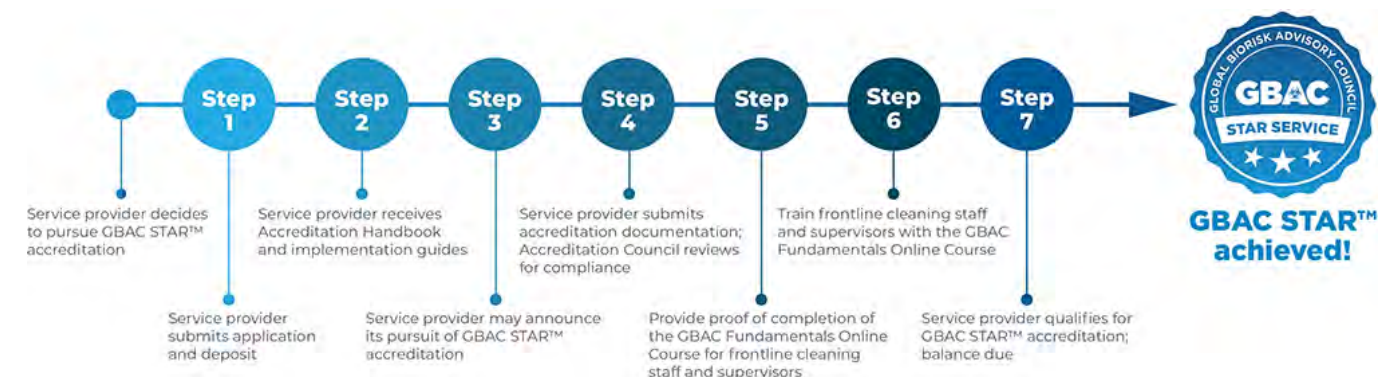 Step
1
Step
2
Step
3
Step
4
Step
5
Step
6
Step
7
Service provider decides
to pursue GBAC STAR™
accreditation
Service provider
submits application
and deposit
Service provider receives
Accreditation Handbook
and implementation guides
Service provider may announce
its pursuit of GBAC STAR™
accreditation
Service provider submits
accreditation documentation;
Accreditation Council reviews
for compliance
Provide proof of completion of
the GBAC Fundamentals Online
Course for frontline cleaning
staff and supervisors
Train frontline cleaning staff
and supervisors with the GBAC
Fundamentals Online Course
Service provider qualifies for
GBAC STAR™ accreditation;
balance due
GLOBAL BIORISK ADVISORY COUNCIL
GBAC
STAR SERVICE
GBAC STAR™
achieved!